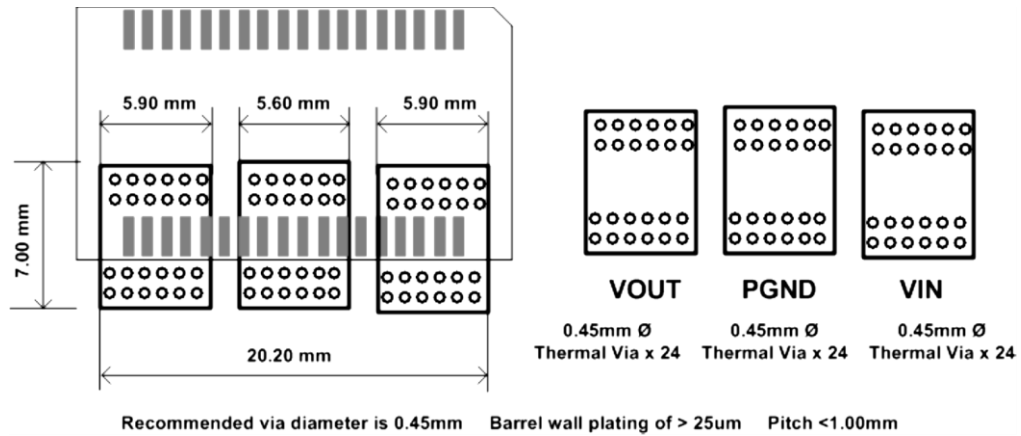 5.90 mm 5.60 mm 5.90 mm
7.00 mm
20.20 mm
VOUT PGND VIN
0.45mm Ø 0.45mm Ø 0.45mm Ø
Thermal Via x 24 Thermal Via x 24 Thermal Via x 24
Recommended via diameter is 0.45mm Barrel wall plating of > 25um Pitch <1.00mm